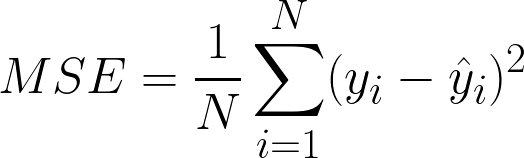 MSE = \frac{1}{N} \sum_{i=1}^{N} (y_i - \hat{y}_i)^2